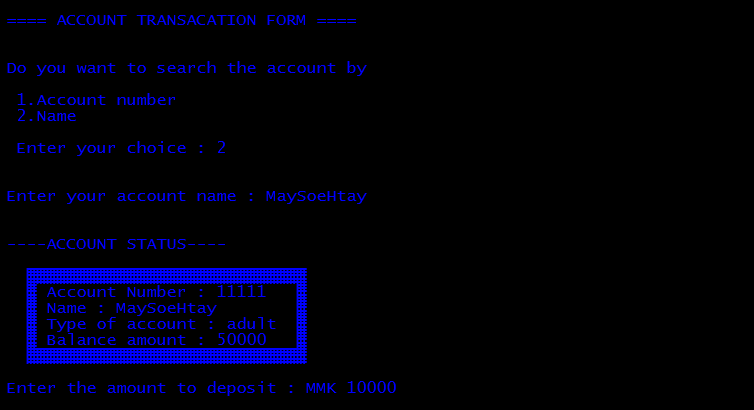 ==== ACCOUNT TRANSACATION FORM ====
Do you want to search the account by
1.Account number
2.Name
Enter your choice : 2
Enter your account name : MaySoeHtay
----ACCOUNT STATUS----
Account Number : 11111
Name : MaySoeHtay
Type of account : adult
Balance amount : 50000
Enter the amount to deposit : MMK 10000